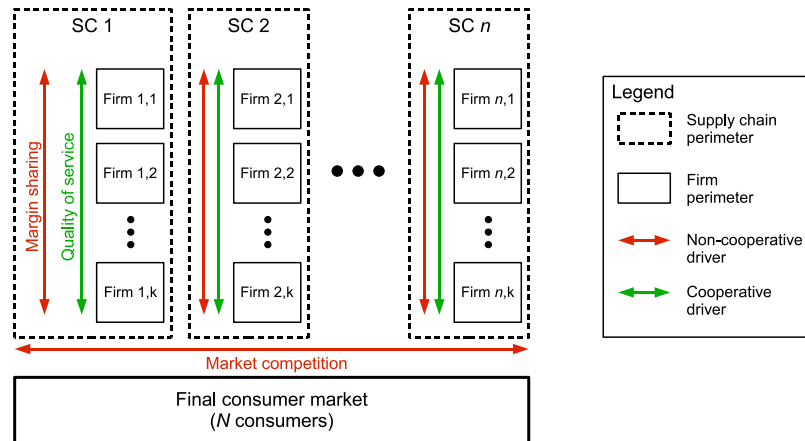 SC 1
SC 2
SC n
Margin sharing
Quality of service
Firm 1,1
Firm 1,2
Firm 1,k
Firm 2,1
Firm 2,2
Firm 2,k
Firm n,1
Firm n,2
Firm n,k
Market competition
Final consumer market
(N consumers)
Legend
Supply chain
perimeter
Firm
perimeter
Non-cooperative
driver
Cooperative
driver